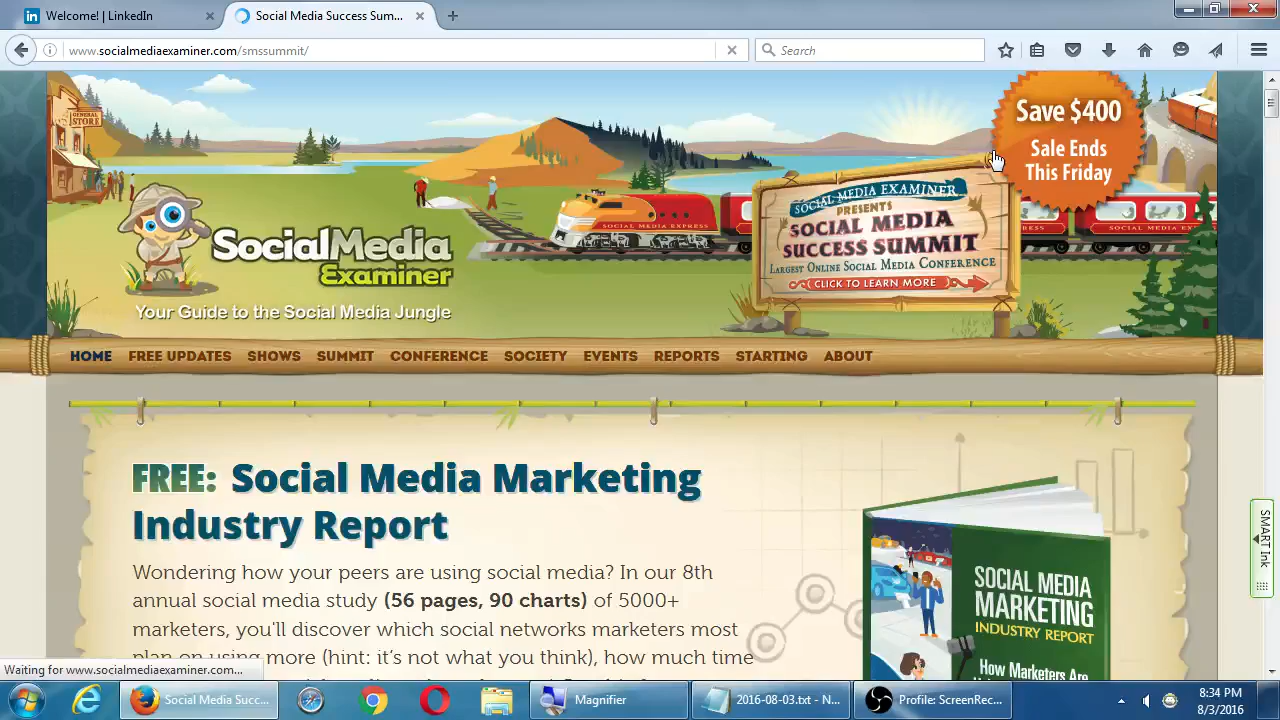 Welcome! | LinkedIn
Social Media Success Sum...
www.socialmediaexaminer.com/smssummit/
Search
GENERAL STORE
Save $400
Sale Ends
This Friday
SOCIAL MEDIA EXAMINER
PRESENTS
SOCIAL MEDIA
SUCCESS SUMMIT
LARGEST ONLINE SOCIAL MEDIA CONFERENCE
CLICK TO LEARN MORE
SOCIAL MEDIA EXPRESS
SocialMedia
Examiner
Your Guide to the Social Media Jungle
HOME FREE UPDATES SHOWS SUMMIT CONFERENCE SOCIETY EVENTS REPORTS STARTING ABOUT
FREE: Social Media Marketing
Industry Report
Wondering how your peers are using social media? In our 8th
annual social media study (56 pages, 90 charts) of 5000+
marketers, you'll discover which social networks marketers most
plan on using more (hint: it's not what you think), how much time
SOCIAL MEDIA
MARKETING
INDUSTRY REPORT
How Marketers Are
SMART Ink
Waiting for www.socialmediaexaminer.com...
Social Media Succ...
Magnifier
2016-08-03.txt - N...
Profile: ScreenRec...
8:34 PM
8/3/2016